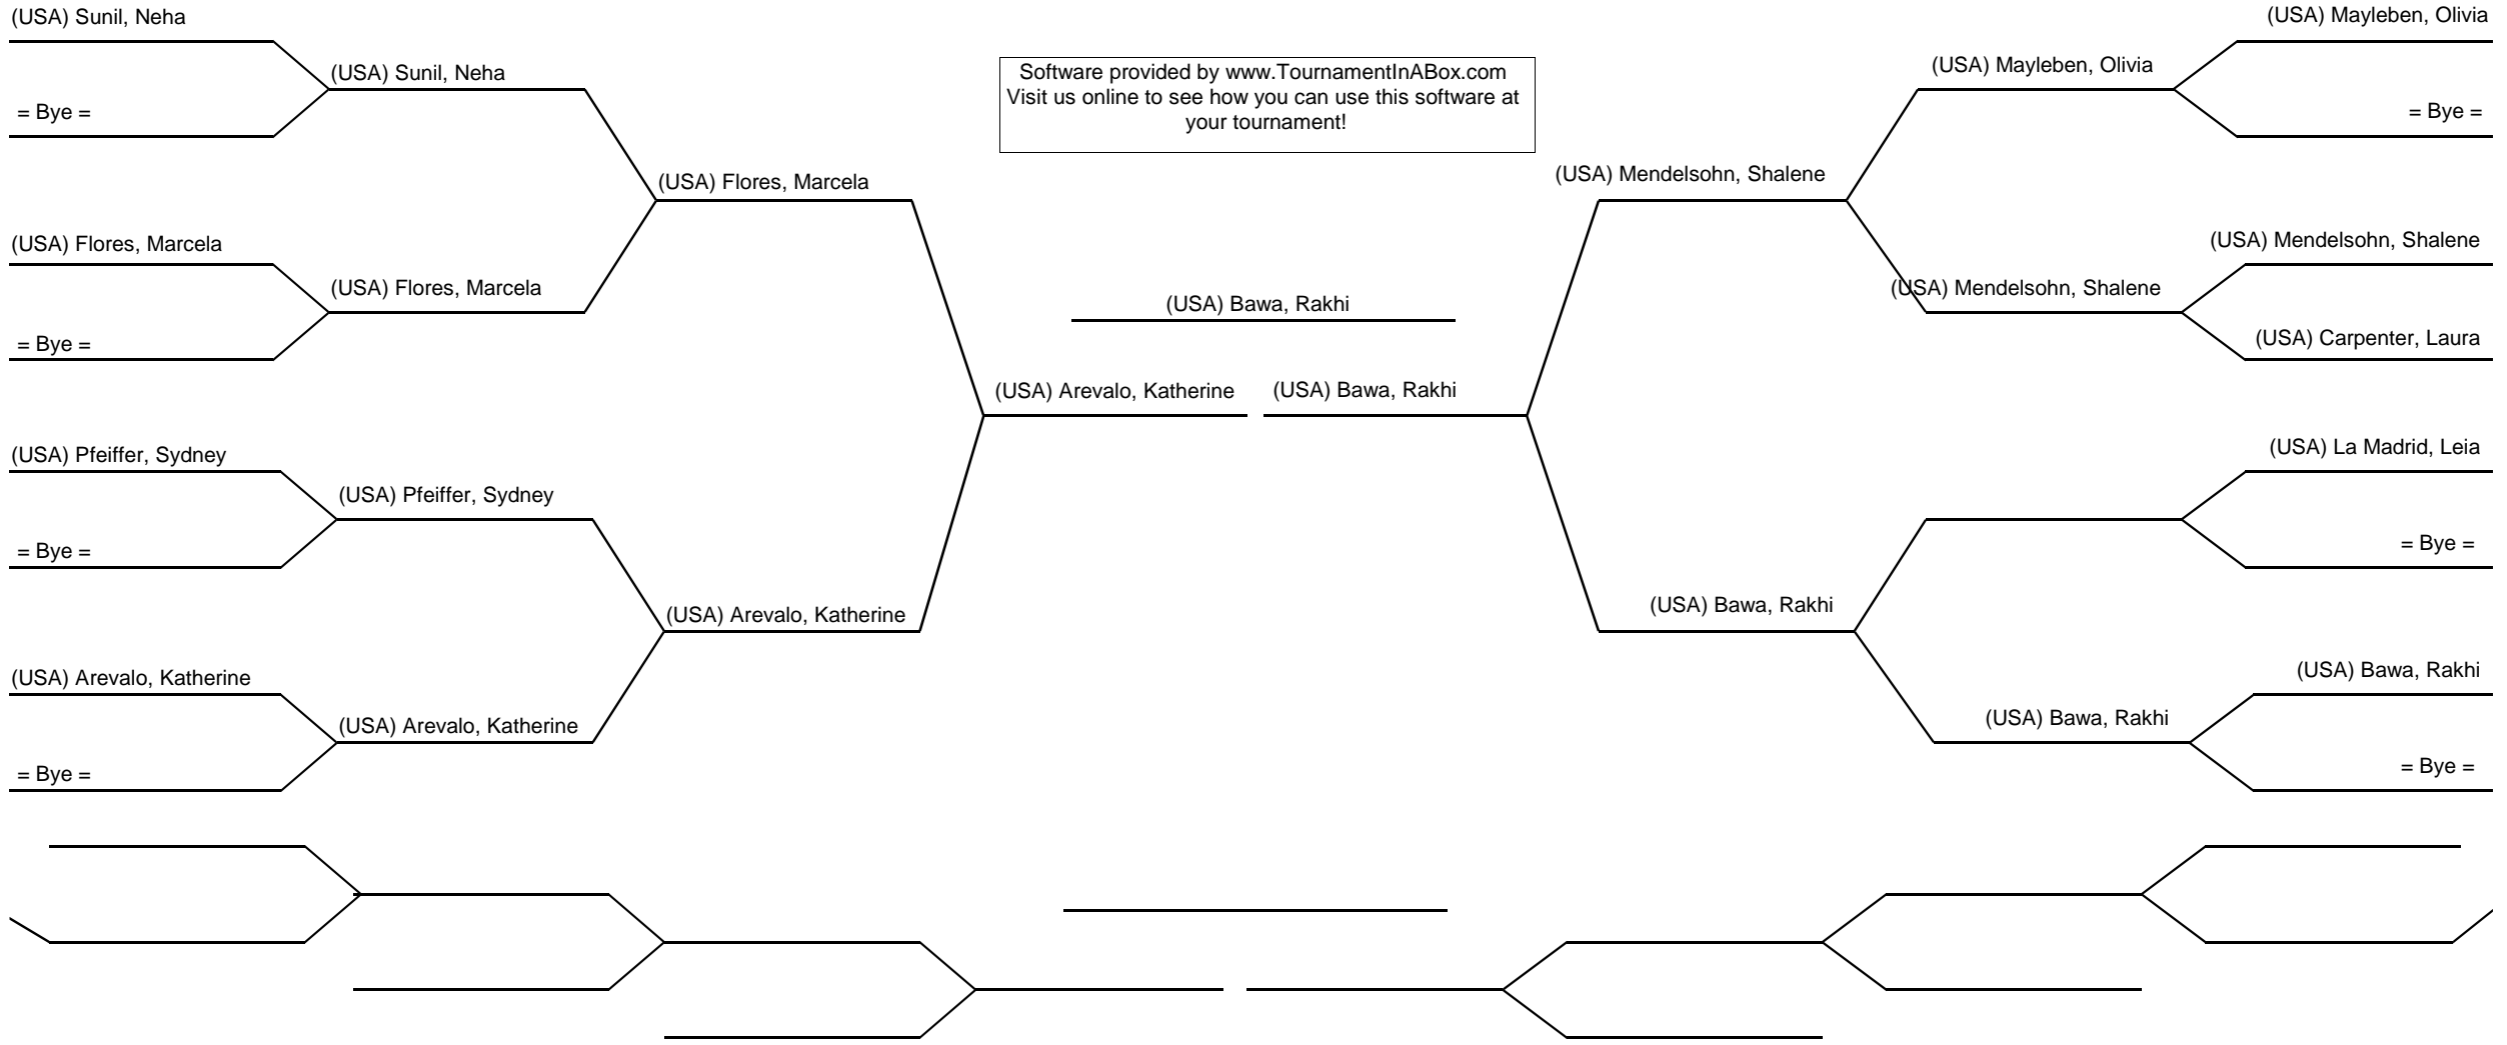 (USA) Sunil, Neha
= Bye =
(USA) Flores, Marcela
= Bye =
(USA) Pfeiffer, Sydney
= Bye =
(USA) Arevalo, Katherine
= Bye =
(USA) Sunil, Neha
(USA) Flores, Marcela
(USA) Pfeiffer, Sydney
(USA) Arevalo, Katherine
(USA) Flores, Marcela
(USA) Arevalo, Katherine
Software provided by www.TournamentInABox.com
Visit us online to see how you can use this software at
your tournament!
(USA) Bawa, Rakhi
(USA) Arevalo, Katherine
(USA) Bawa, Rakhi
(USA) Mendelsohn, Shalene
(USA) Bawa, Rakhi
(USA) Mayleben, Olivia
(USA) Mendelsohn, Shalene
(USA) Bawa, Rakhi
(USA) Mayleben, Olivia
= Bye =
(USA) Mendelsohn, Shalene
(USA) Carpenter, Laura
(USA) La Madrid, Leia
= Bye =
(USA) Bawa, Rakhi
= Bye =